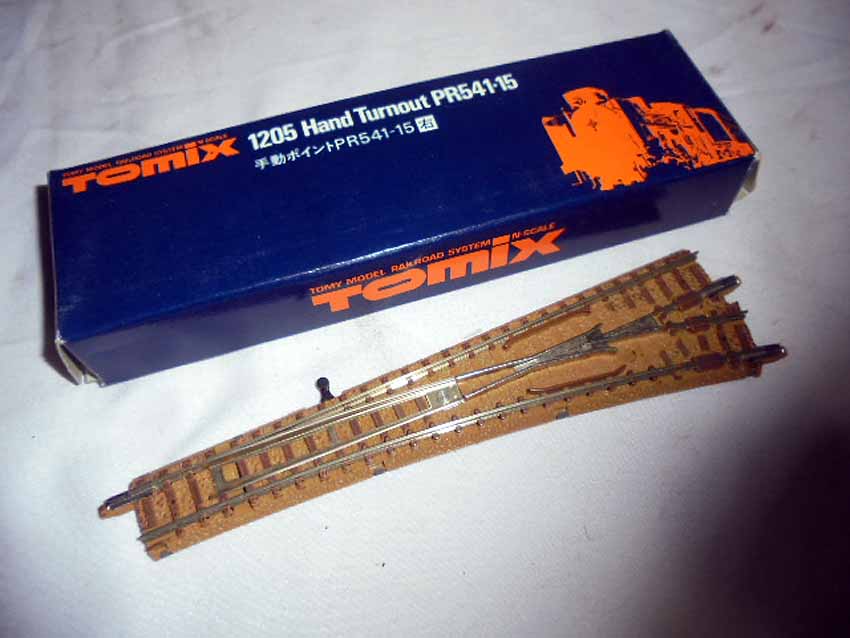 TOMY MODEL RAILROAD SYSTEM N-SCALE
TOMIX
1205 Hand Turnout PR541-15
手動ポイントPR541-15 右
TOMY MODEL RAILROAD SYSTEM N-SCALE
TOMIX